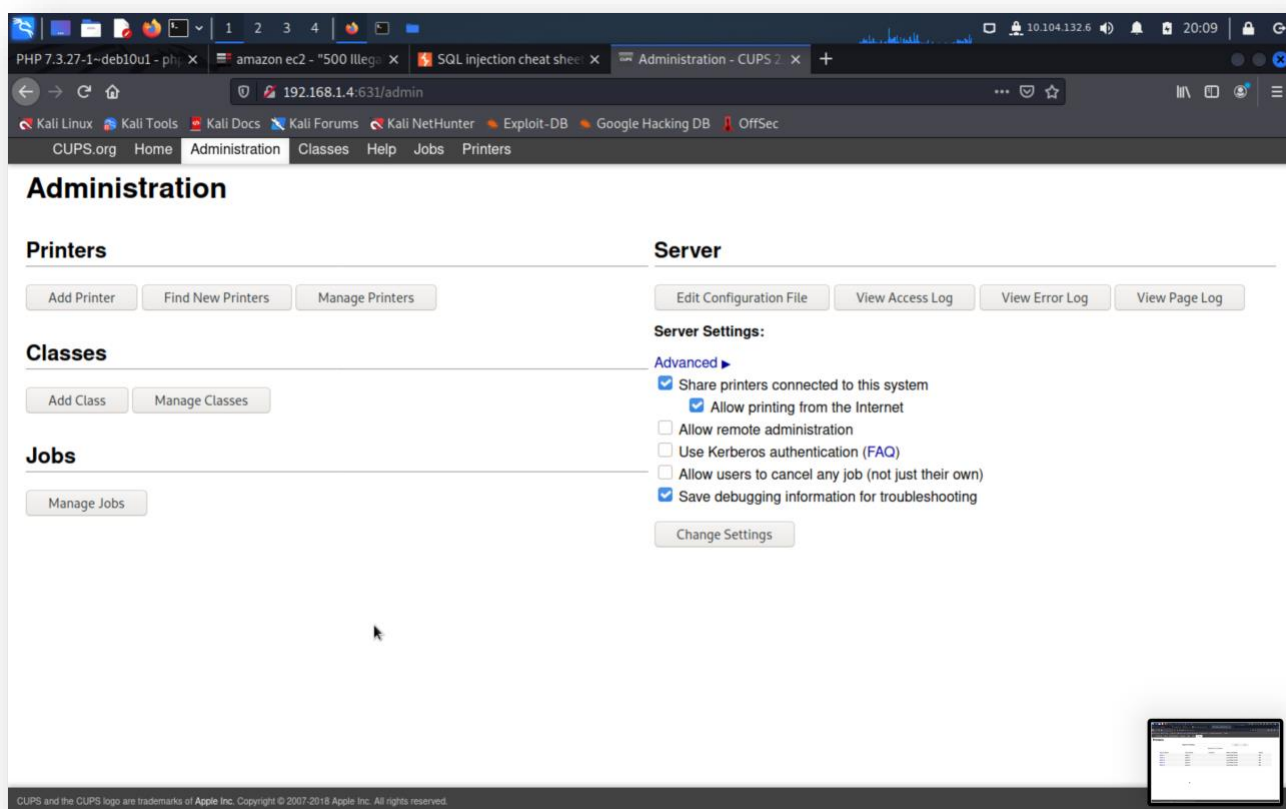 1 2 3 4 10.104.132.6 20:09
PHP 7.3.27-1~deb10u1 - ph amazon ec2 - "500 Illega SQL injection cheat shee Administration - CUPS 2
192.168.1.4:631/admin
Kali Linux Kali Tools Kali Docs Kali Forums Kali NetHunter Exploit-DB Google Hacking DB OffSec
CUPS.org Home Administration Classes Help Jobs Printers
Administration
Printers
Add Printer Find New Printers Manage Printers
Classes
Add Class Manage Classes
Jobs
Manage Jobs
Server
Edit Configuration File View Access Log View Error Log View Page Log
Server Settings:
Advanced ▸
Share printers connected to this system
Allow printing from the Internet
Allow remote administration
Use Kerberos authentication (FAQ)
Allow users to cancel any job (not just their own)
Save debugging information for troubleshooting
Change Settings
CUPS and the CUPS logo are trademarks of Apple Inc. Copyright © 2007-2018 Apple Inc. All rights reserved.